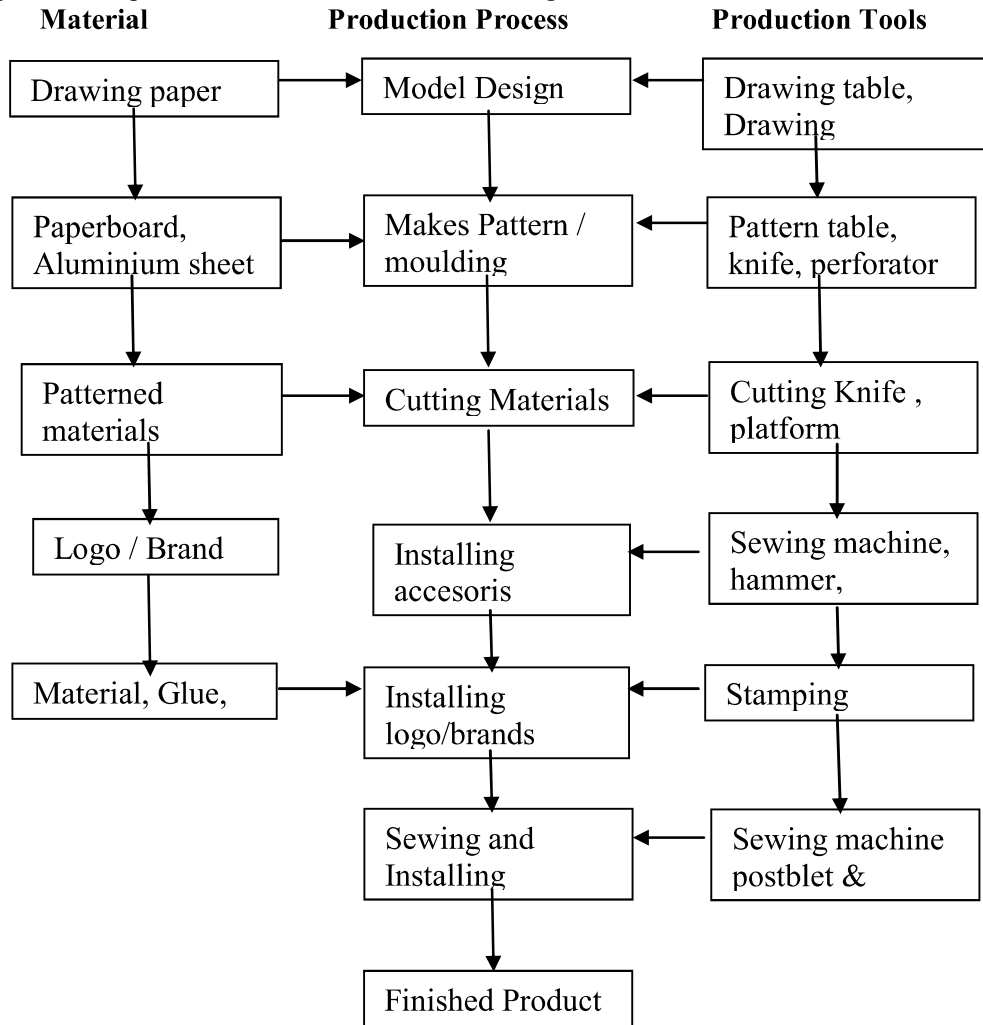 Material Production Process Production Tools
Drawing paper
Model Design
Drawing table,
Drawing
Paperboard,
Aluminium sheet
Makes Pattern /
moulding
Pattern table,
knife, perforator
Patterned
materials
Cutting Materials
Cutting Knife ,
platform
Logo / Brand
Installing
accesoris
Sewing machine,
hammer,
Material, Glue,
Installing
logo/brands
Stamping
Sewing and
Installing
Sewing machine
postblet &
Finished Product